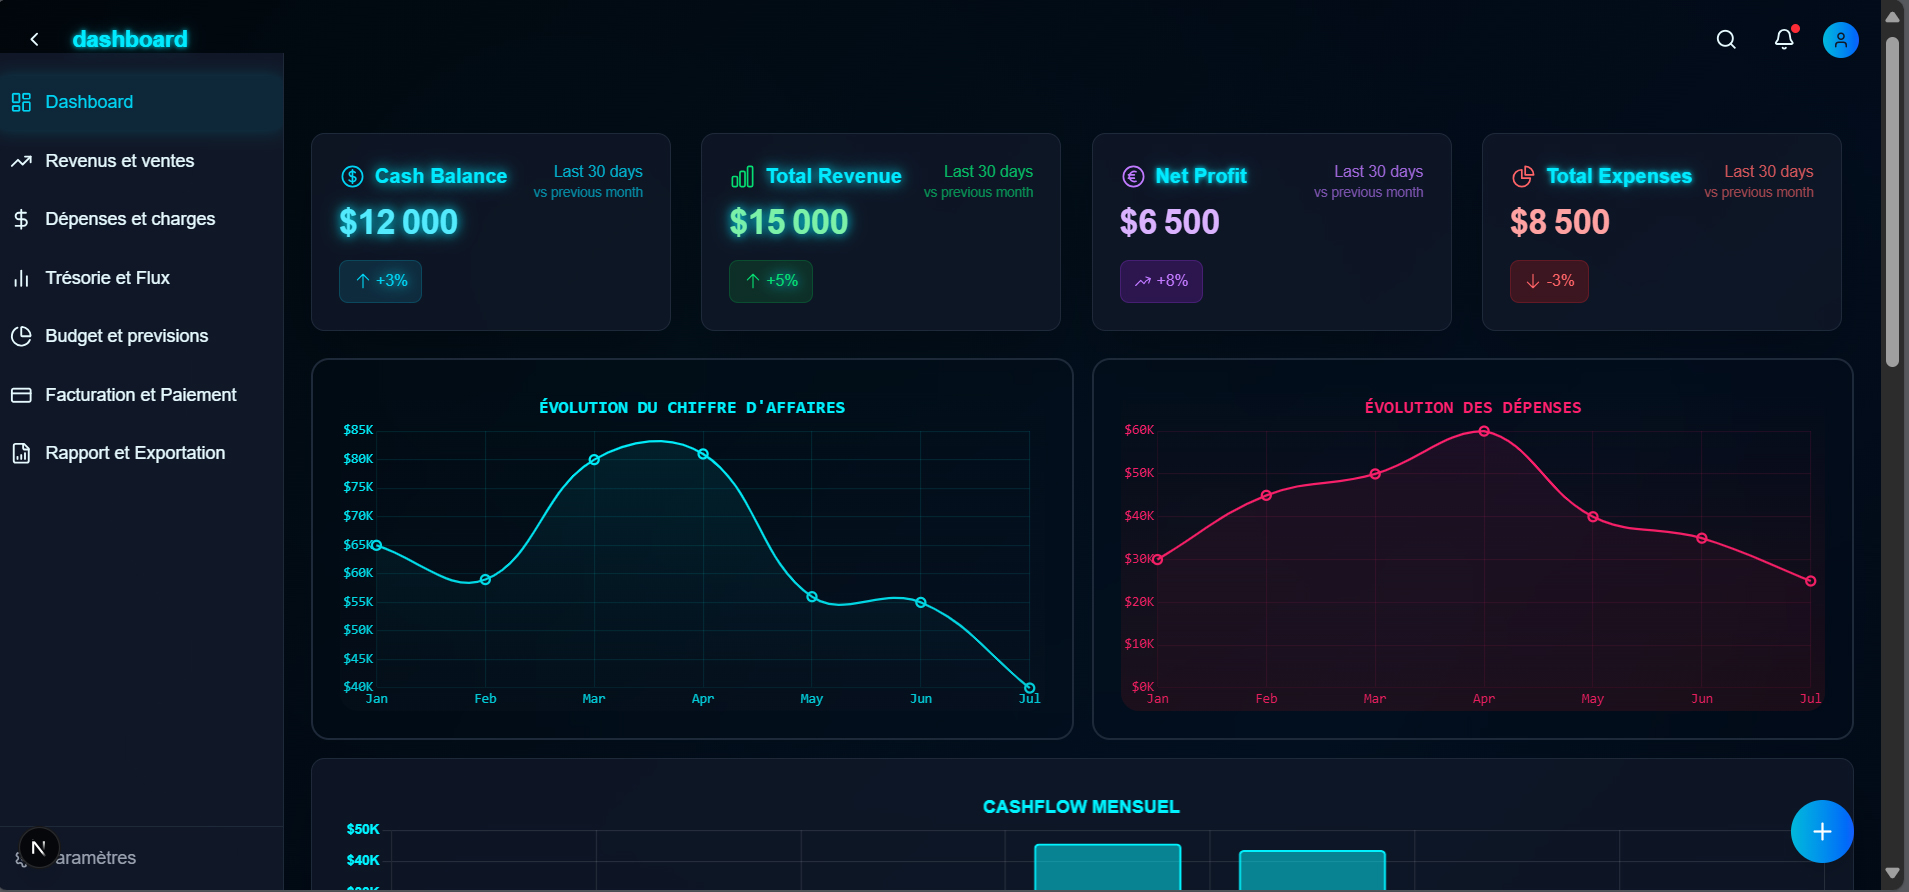 dashboard
Dashboard
Revenus et ventes
Dépenses et charges
Trésorie et Flux
Budget et previsions
Facturation et Paiement
Rapport et Exportation
N
aramètres
Cash Balance
Last 30 days
vs previous month
$12 000
+3%
Total Revenue
Last 30 days
vs previous month
$15 000
+5%
Net Profit
Last 30 days
vs previous month
$6 500
+8%
Total Expenses
Last 30 days
vs previous month
$8 500
-3%
ÉVOLUTION DU CHIFFRE D'AFFAIRES
$85K
$80K
$75K
$70K
$65K
$60K
$55K
$50K
$45K
$40K
Jan Feb Mar Apr May Jun Jul
ÉVOLUTION DES DÉPENSES
$60K
$50K
$40K
$30K
$20K
$10K
$0K
Jan Feb Mar Apr May Jun Jul
CASHFLOW MENSUEL
$50K
$40K